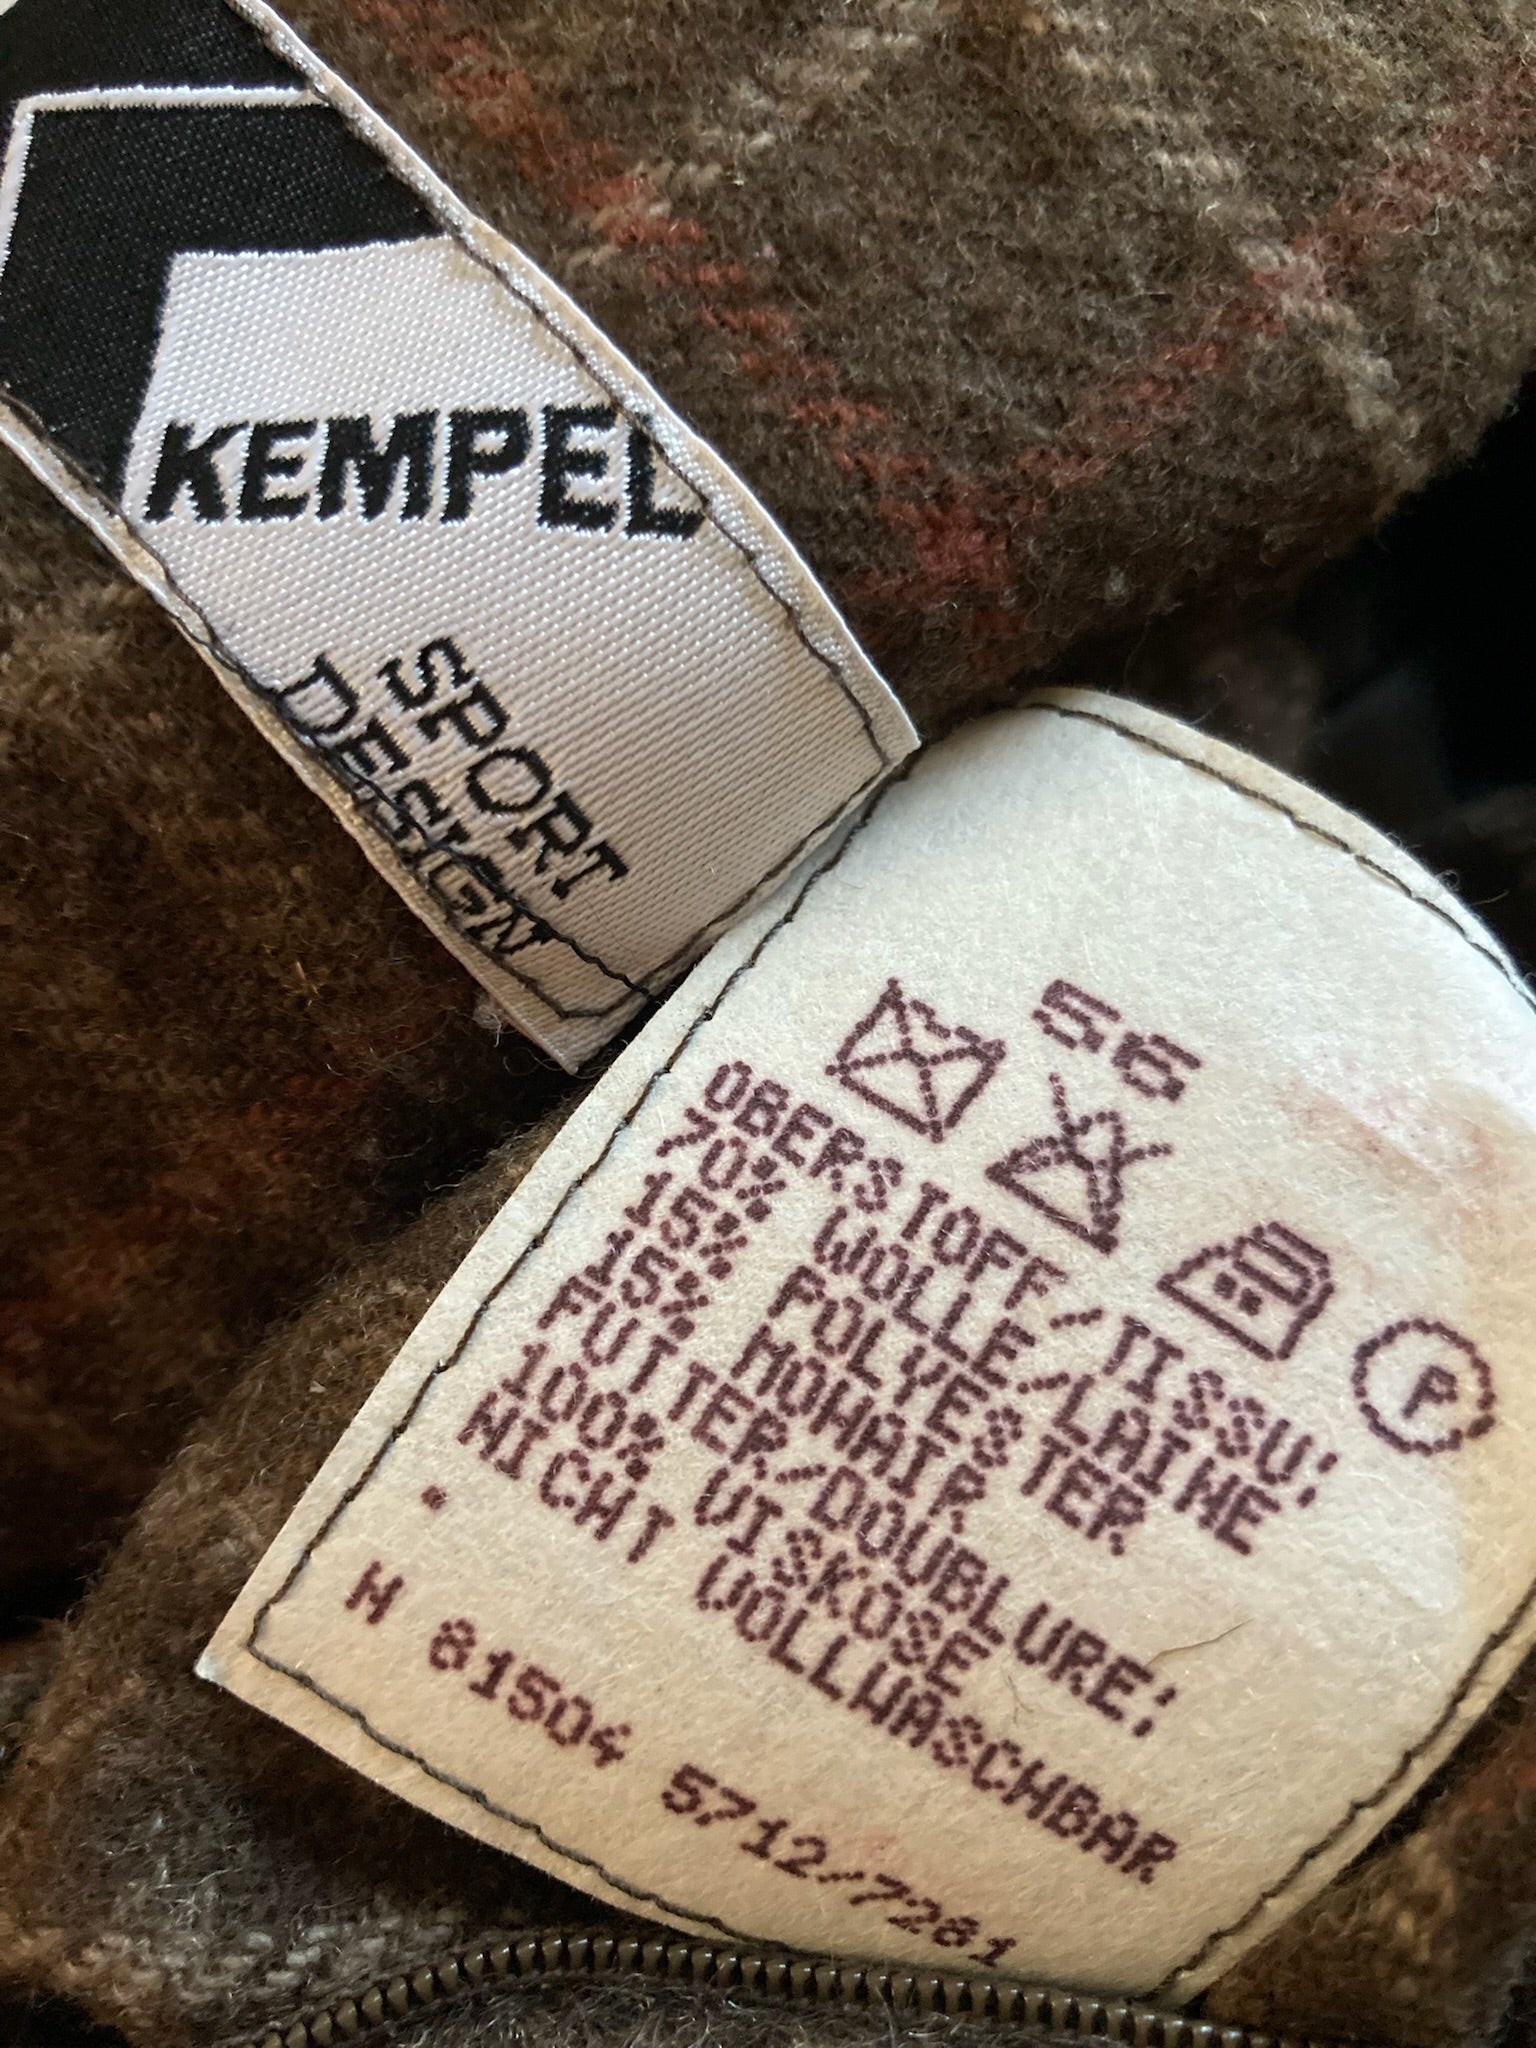 KEMPEL
SPORT
DESIGN
56
P
OBERSTOFF/TISSU:
70% WOLLE/LAINE
15% POLYESTER
15% MOHAIR
FUTTER/DOUBLURE:
100% VISKOSE
NICHT VOLLWASCHBAR
.
H 81504 5712/7281